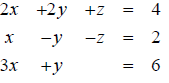 2x +2y +z = 4
x −y −z = 2
3x +y = 6